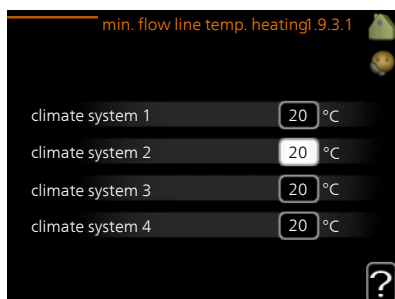 min. flow line temp. heating1.9.3.1
climate system 1 20 °C
climate system 2 20 °C
climate system 3 20 °C
climate system 4 20 °C
?